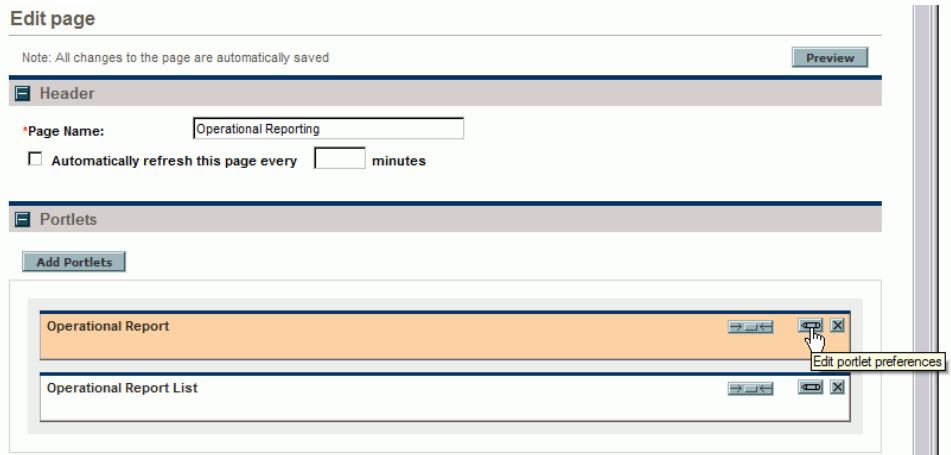 Edit page
Note: All changes to the page are automatically saved
Preview
Header
*Page Name: Operational Reporting
Automatically refresh this page every minutes
Portlets
Add Portlets
Operational Report
Edit portlet preferences
Operational Report List